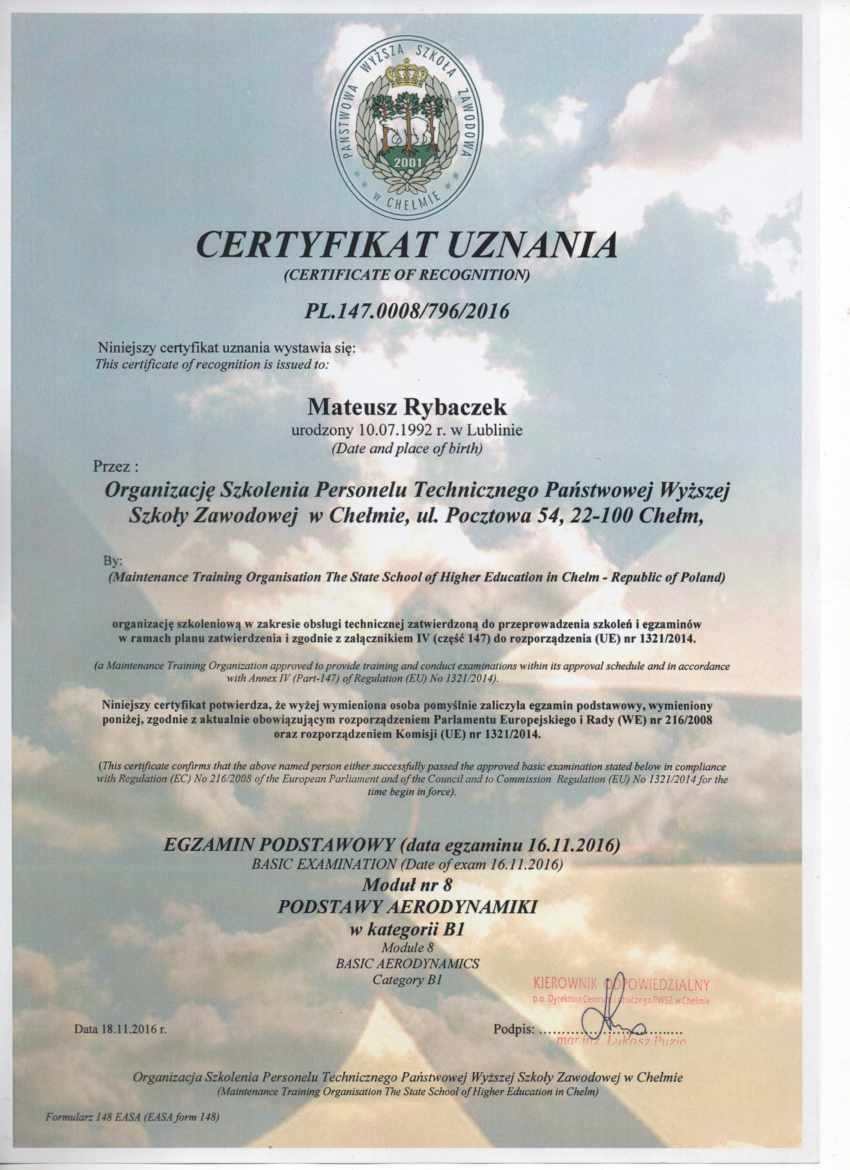 PAŃSTWOWA WYŻSZA SZKOŁA ZAWODOWA
2001
w CHEŁMIE
CERTYFIKAT UZNANIA
(CERTIFICATE OF RECOGNITION)
PL.147.0008/796/2016
Niniejszy certyfikat uznania wystawia się:
This certificate of recognition is issued to:
Mateusz Rybaczek
urodzony 10.07.1992 r. w Lublinie
(Date and place of birth)
Przez :
Organizację Szkolenia Personelu Technicznego Państwowej Wyższej
Szkoły Zawodowej w Chełmie, ul. Pocztowa 54, 22-100 Chełm,
By:
(Maintenance Training Organisation The State School of Higher Education in Chelm - Republic of Poland)
organizację szkoleniową w zakresie obsługi technicznej zatwierdzoną do przeprowadzenia szkoleń i egzaminów
w ramach planu zatwierdzenia i zgodnie z załącznikiem IV (część 147) do rozporządzenia (UE) nr 1321/2014.
(a Maintenance Training Organization approved to provide training and conduct examinations within its approval schedule and in accordance
with Annex IV (Part-147) of Regulation (EU) No 1321/2014).
Niniejszy certyfikat potwierdza, że wyżej wymieniona osoba pomyślnie zaliczyła egzamin podstawowy, wymieniony
poniżej, zgodnie z aktualnie obowiązującym rozporządzeniem Parlamentu Europejskiego i Rady (WE) nr 216/2008
oraz rozporządzeniem Komisji (UE) nr 1321/2014.
(This certificate confirms that the above named person either successfully passed the approved basic examination stated below in compliance
with Regulation (EC) No 216/2008 of the European Parliament and of the Council and to Commission Regulation (EU) No 1321/2014 for the
time begin in force).
EGZAMIN PODSTAWOWY (data egzaminu 16.11.2016)
BASIC EXAMINATION (Date of exam 16.11.2016)
Moduł nr 8
PODSTAWY AERODYNAMIKI
w kategorii B1
Module 8
BASIC AERODYNAMICS
Category B1
KIEROWNIK ODPOWIEDZIALNY
p.o. Dyrektora PWSZ w Chełmie
Data 18.11.2016 r.
Podpis: ......................
mgr inż. Łukasz Puzio
Organizacja Szkolenia Personelu Technicznego Państwowej Wyższej Szkoły Zawodowej w Chełmie
(Maintenance Training Organisation The State School of Higher Education in Chelm)
Formularz 148 EASA (EASA form 148)